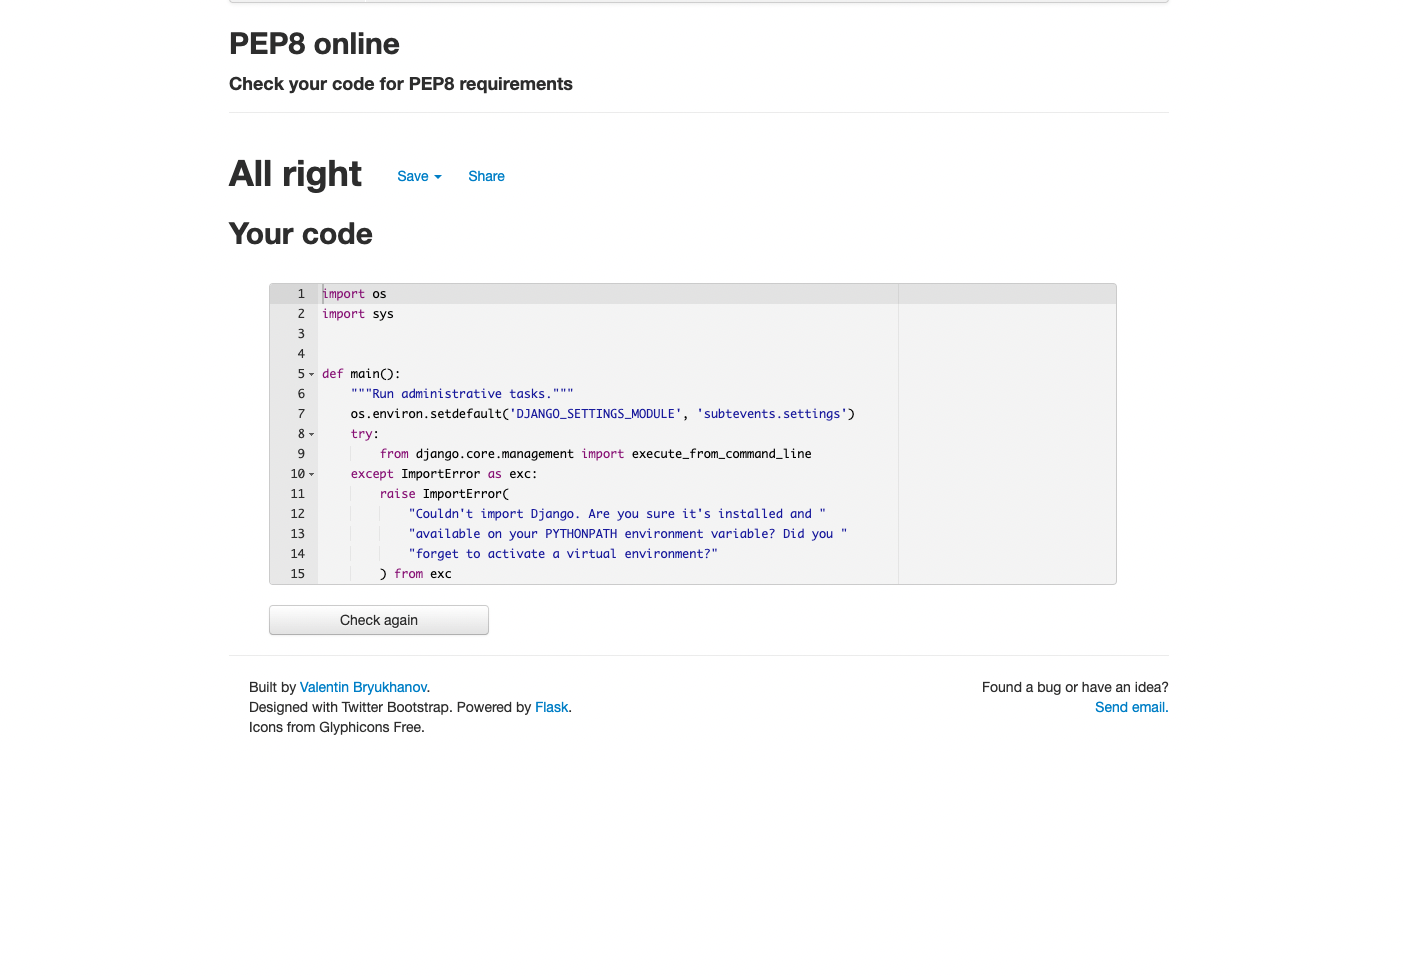 PEP8 online
Check your code for PEP8 requirements
All right Save Share
Your code
1 import os
2 import sys
3
4
5 def main():
6     """Run administrative tasks."""
7     os.environ.setdefault('DJANGO_SETTINGS_MODULE', 'subtevents.settings')
8     try:
9         from django.core.management import execute_from_command_line
10     except ImportError as exc:
11         raise ImportError(
12             "Couldn't import Django. Are you sure it's installed and "
13             "available on your PYTHONPATH environment variable? Did you "
14             "forget to activate a virtual environment?"
15         ) from exc
Check again
Built by Valentin Bryukhanov.
Designed with Twitter Bootstrap. Powered by Flask.
Icons from Glyphicons Free.
Found a bug or have an idea?
Send email.